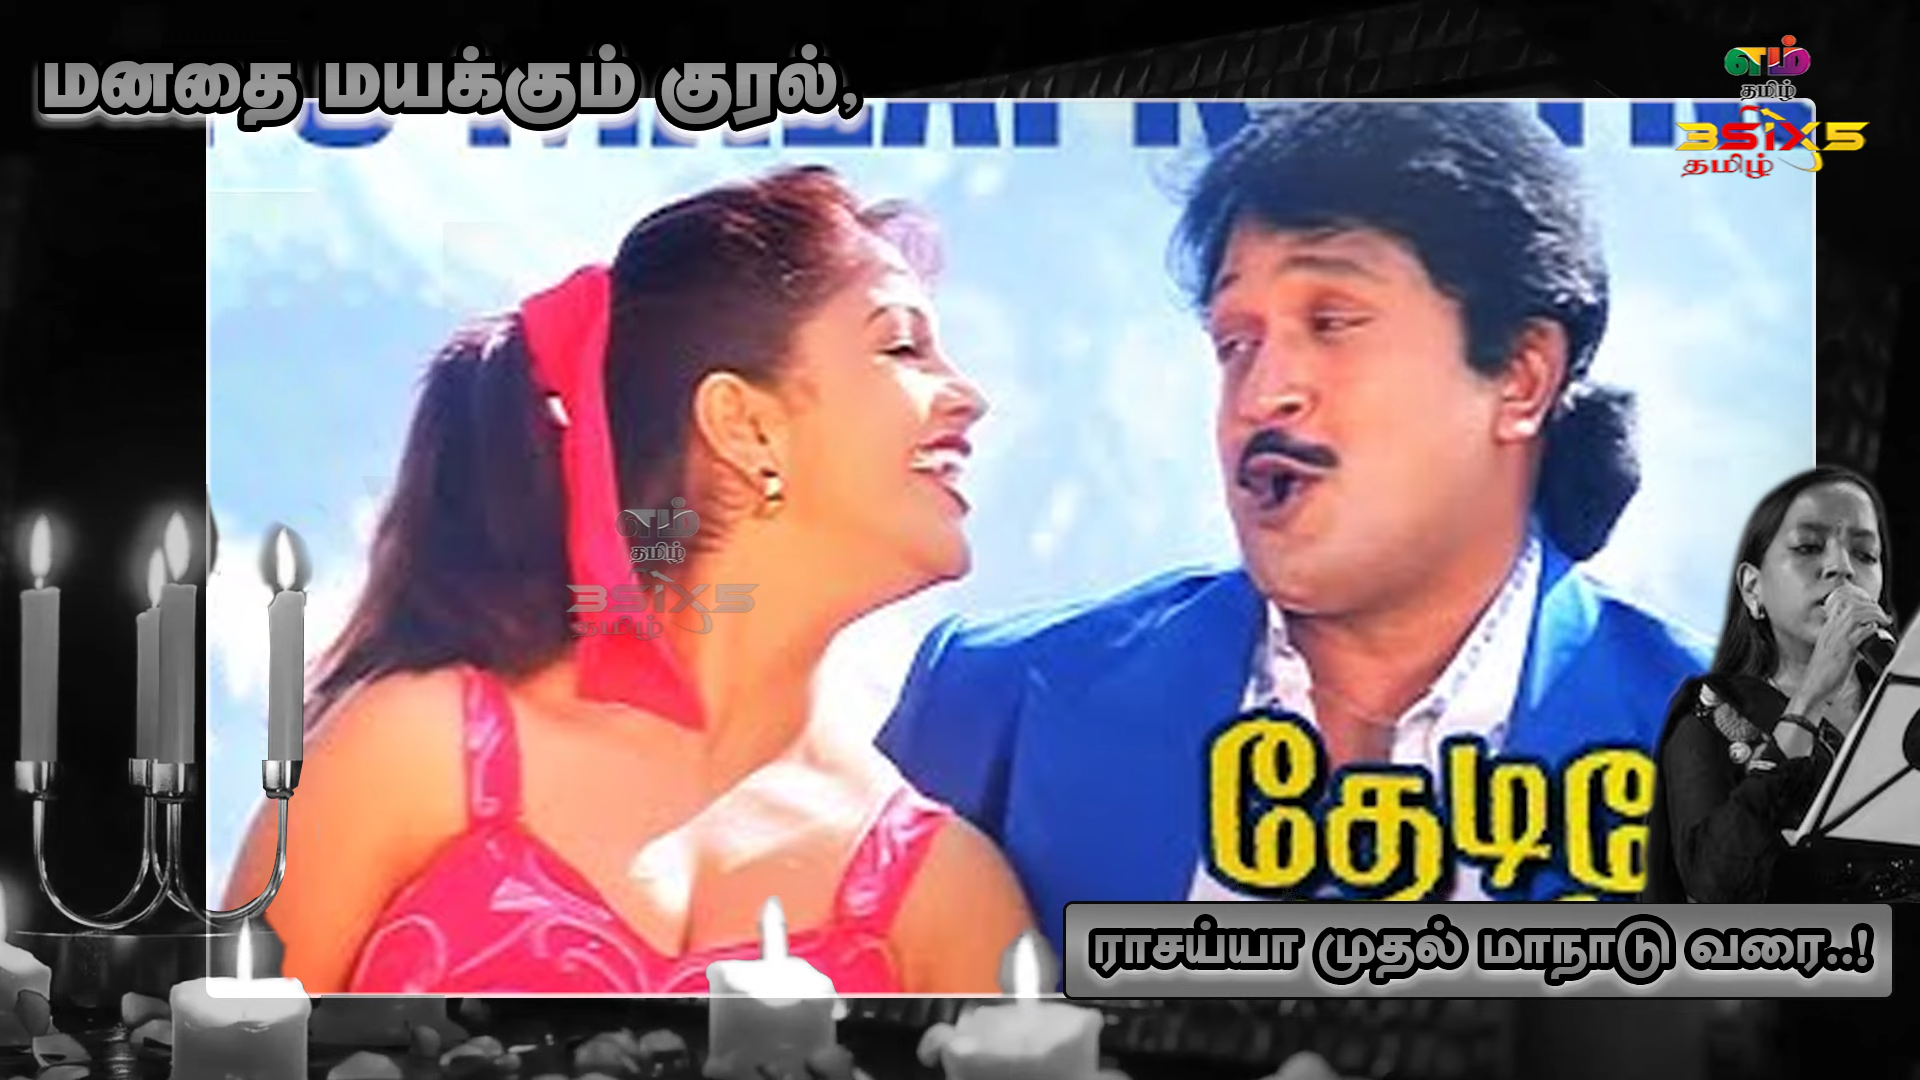 மனதை மயக்கும் குரல்,
எம்
தமிழ்
3SiX5
தமிழ்
எம்
தமிழ்
3SiX5
தமிழ்
ராசய்யா முதல் மாநாடு வரை..!